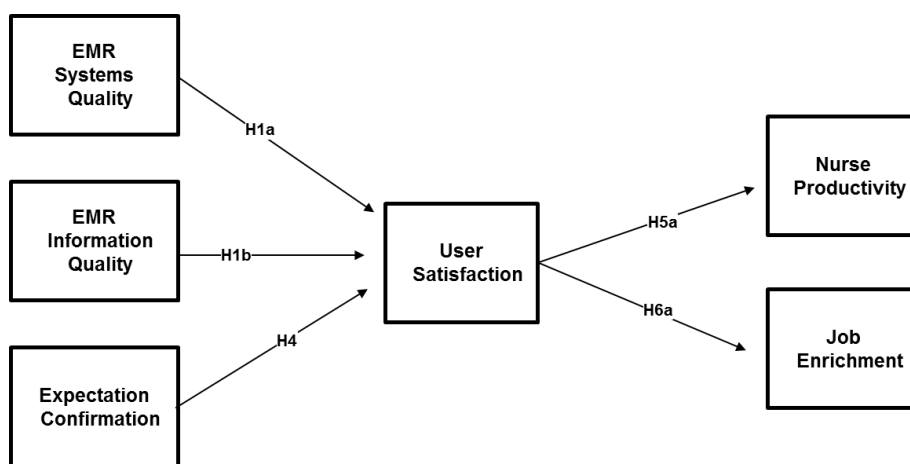 EMR
Systems
Quality
H1a
EMR
Information
Quality
H1b
Expectation
Confirmation
H4
User
Satisfaction
H5a
Nurse
Productivity
H6a
Job
Enrichment